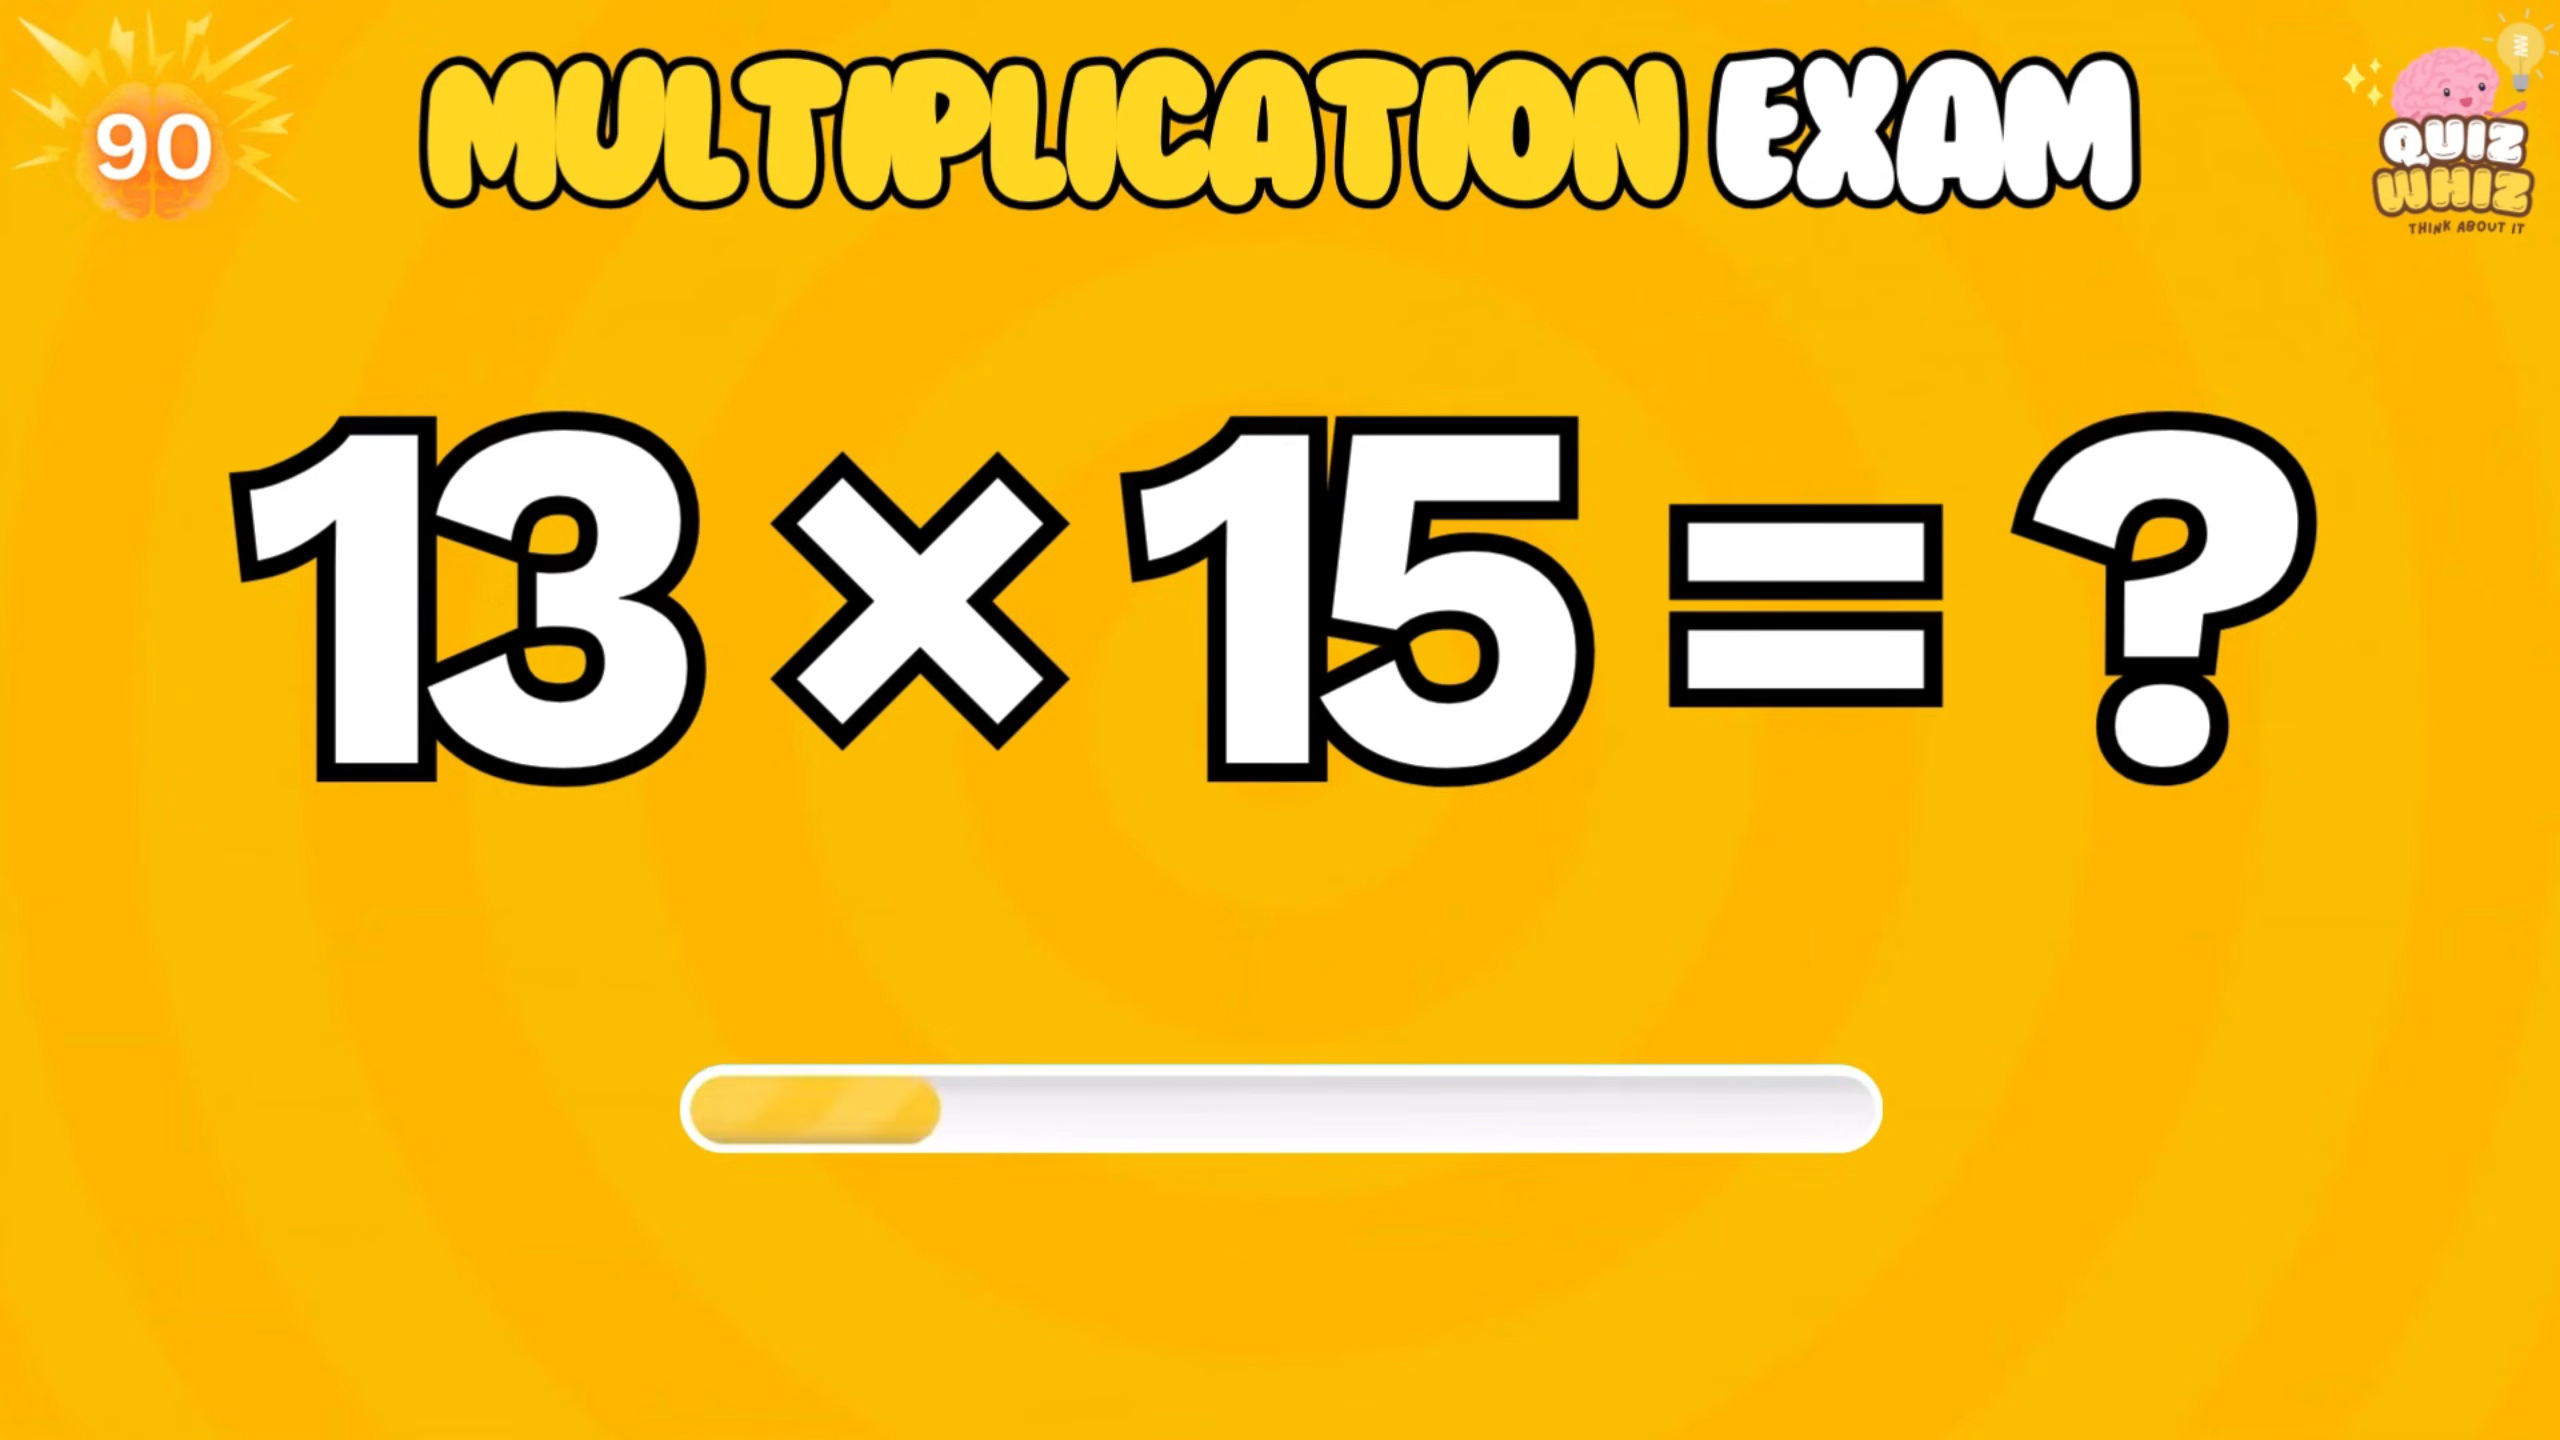 90
MULTIPLICATION EXAM
QUIZ
WHIZ
THINK ABOUT IT
13 × 15 = ?